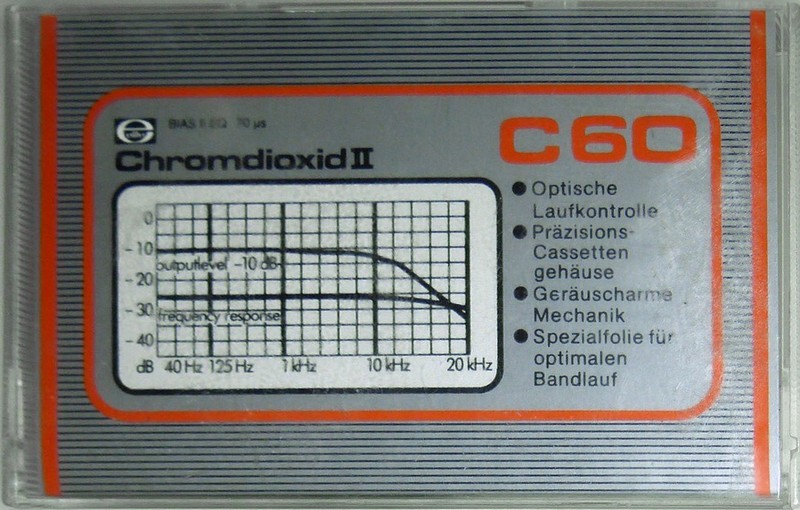 BIAS II EQ 70 µs
Chromdioxid II
C60
0
-10
outputlevel -10 dB
-20
-30
frequency response
-40
dB 40 Hz 125 Hz 1 kHz 10 kHz 20 kHz
● Optische
Laufkontrolle
● Präzisions-
Cassetten
gehäuse
● Geräuscharme
Mechanik
● Spezialfolie für
optimalen
Bandlauf